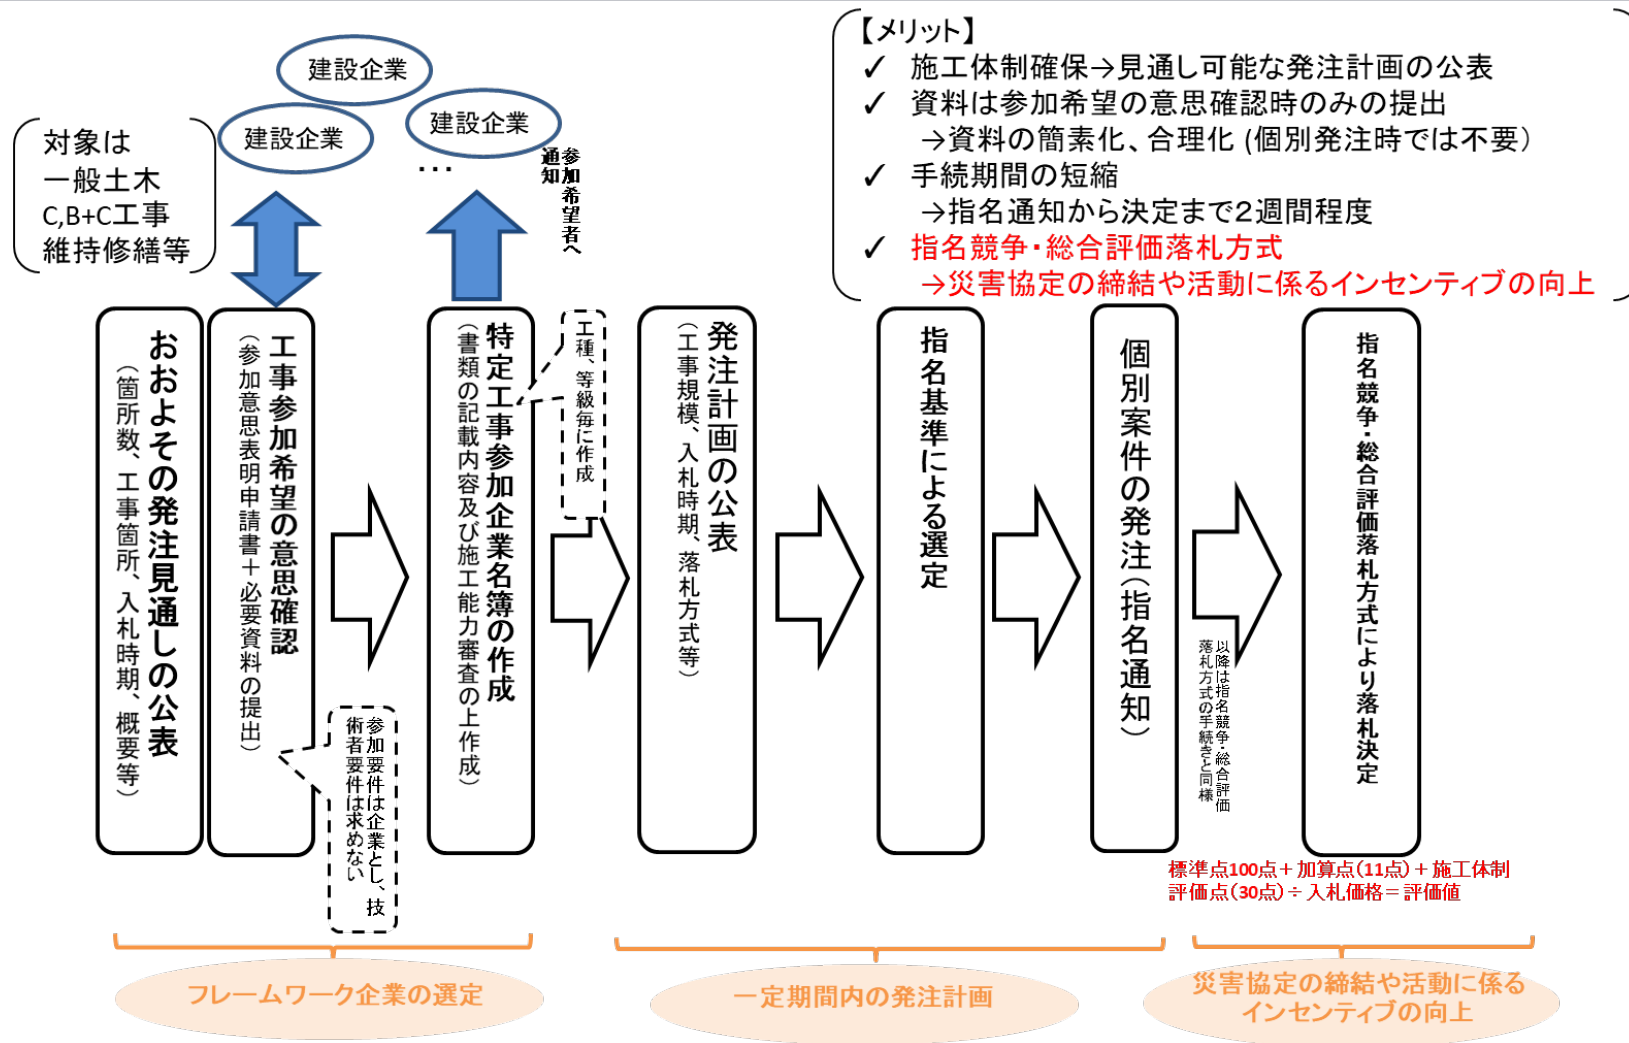 【メリット】
✓ 施工体制確保→見通し可能な発注計画の公表
✓ 資料は参加希望の意思確認時のみの提出
→資料の簡素化、合理化 (個別発注時では不要)
✓ 手続期間の短縮
→指名通知から決定まで２週間程度
✓ 指名競争・総合評価落札方式
→災害協定の締結や活動に係るインセンティブの向上
建設企業
建設企業
建設企業
…
対象は
一般土木
C,B+C工事
維持修繕等
参加希望者へ
通知
おおよその発注見通しの公表
（箇所数、工事箇所、入札時期、概要等）
工事参加希望の意思確認
（参加意思表明申請書＋必要資料の提出）
参加要件は企業とし、技
術者要件は求めない
特定工事参加企業名簿の作成
（書類の記載内容及び施工能力審査の上作成）
工種、等級毎に作成
発注計画の公表
（工事規模、入札時期、落札方式等）
指名基準による選定
個別案件の発注（指名通知）
以降は指名競争・総合評価
落札方式の手続きと同様
指名競争・総合評価落札方式により落札決定
標準点100点＋加算点(11点)＋施工体制
評価点(30点)÷入札価格＝評価値
フレームワーク企業の選定
一定期間内の発注計画
災害協定の締結や活動に係る
インセンティブの向上